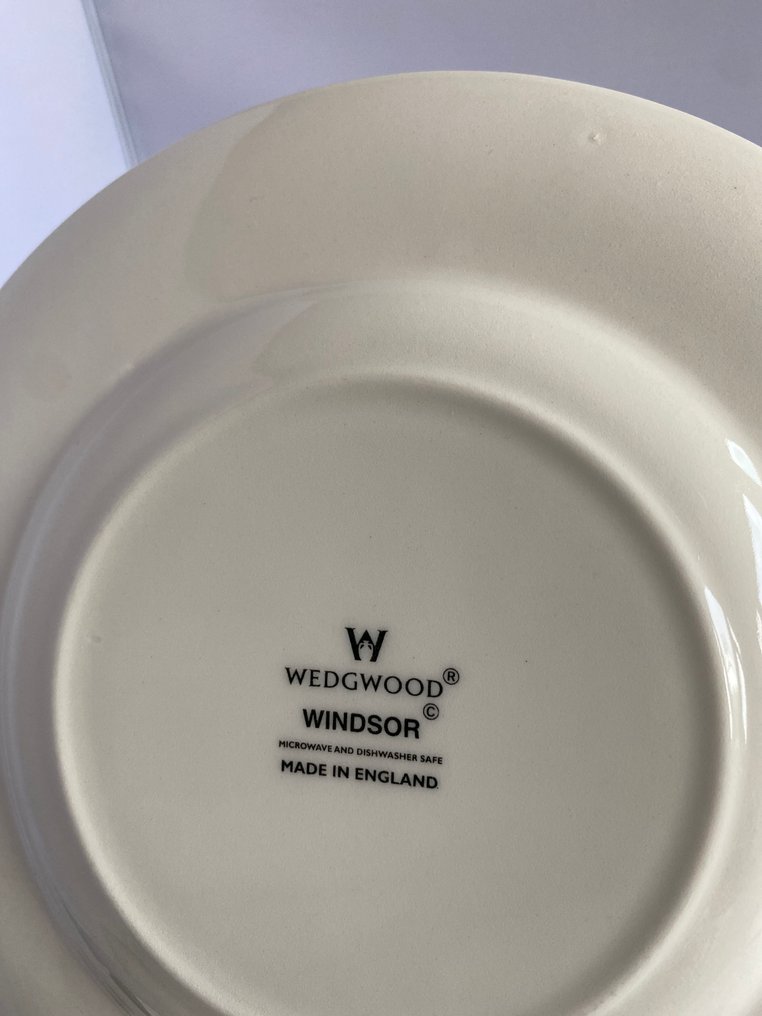 W
WEDGWOOD®
WINDSOR©
MICROWAVE AND DISHWASHER SAFE
MADE IN ENGLAND